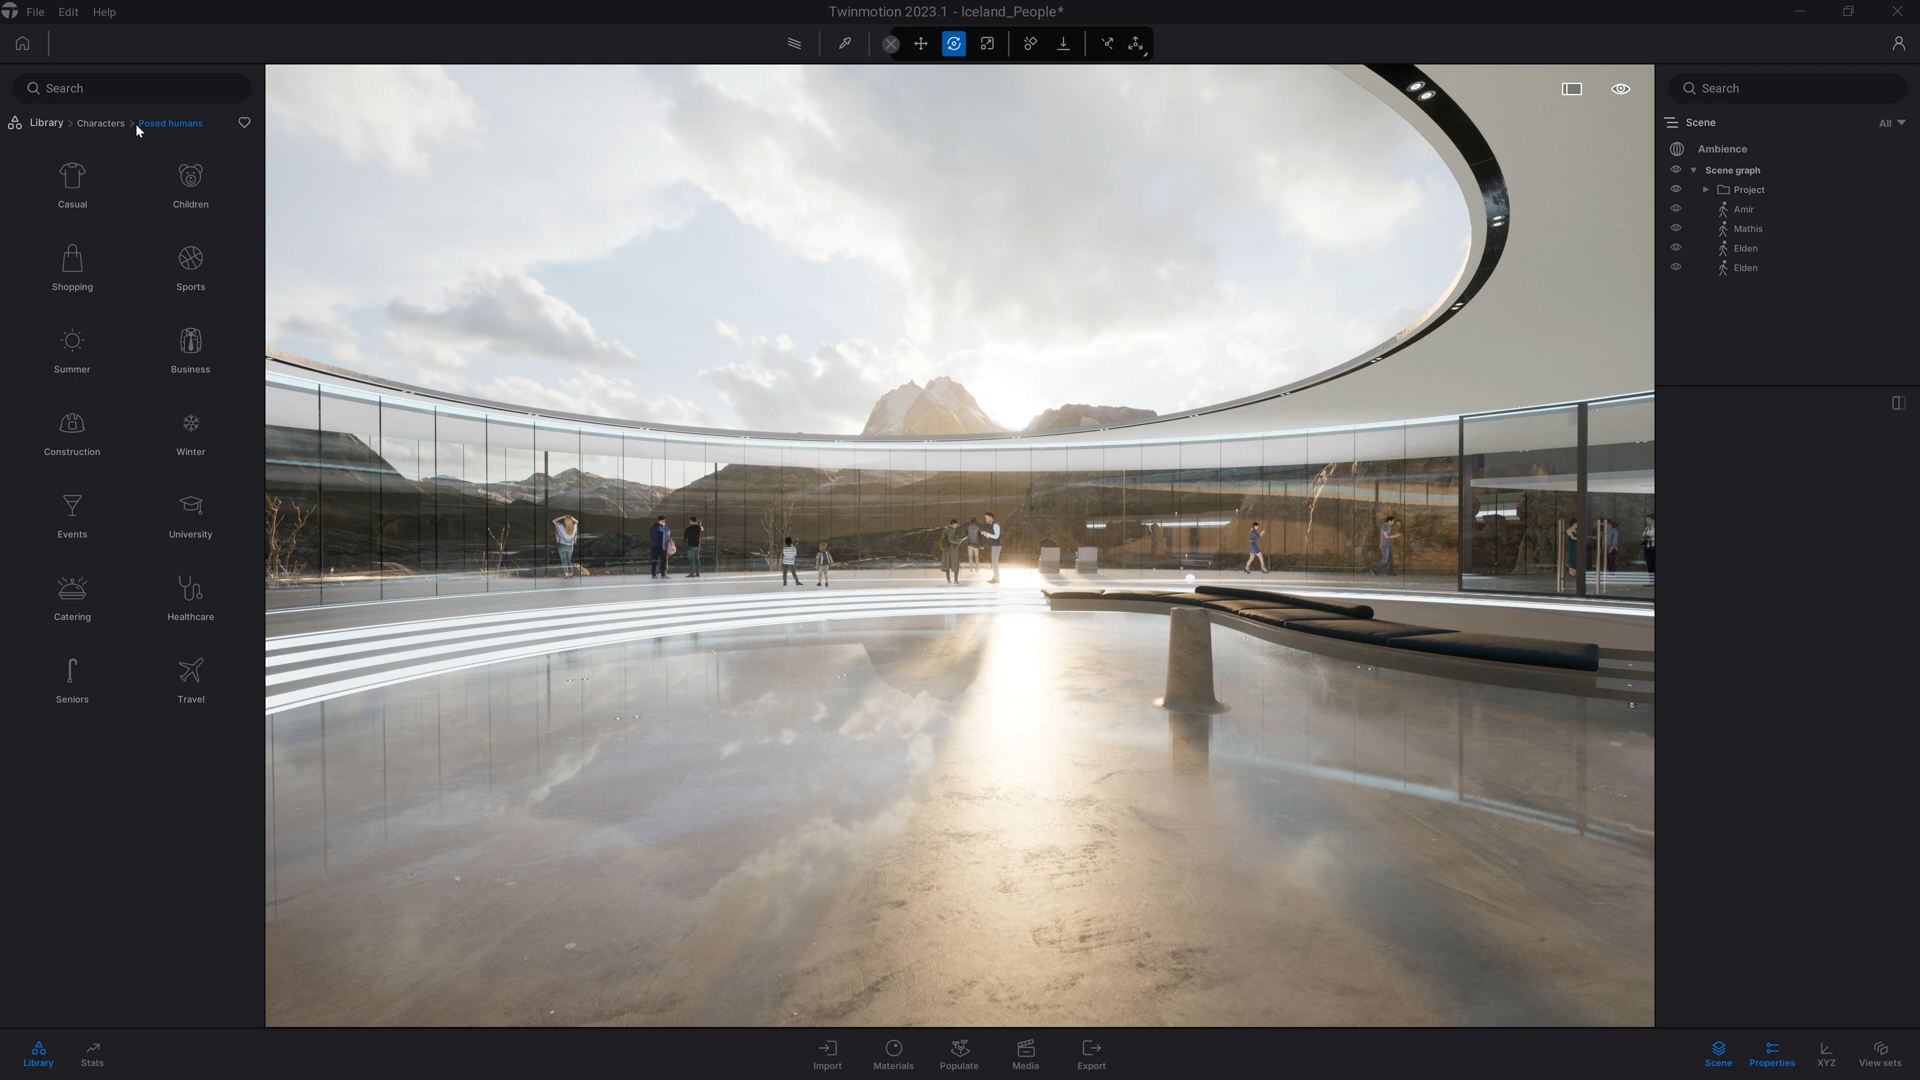 File Edit Help
Twinmotion 2023.1 - Iceland_People*
Search
Library > Characters > Posed humans
Casual
Children
Shopping
Sports
Summer
Business
Construction
Winter
Events
University
Catering
Healthcare
Seniors
Travel
Search
Scene
All
Ambience
Scene graph
Project
Amir
Mathis
Elden
Elden
Library
Stats
Import
Materials
Populate
Media
Export
Scene
Properties
XYZ
View sets